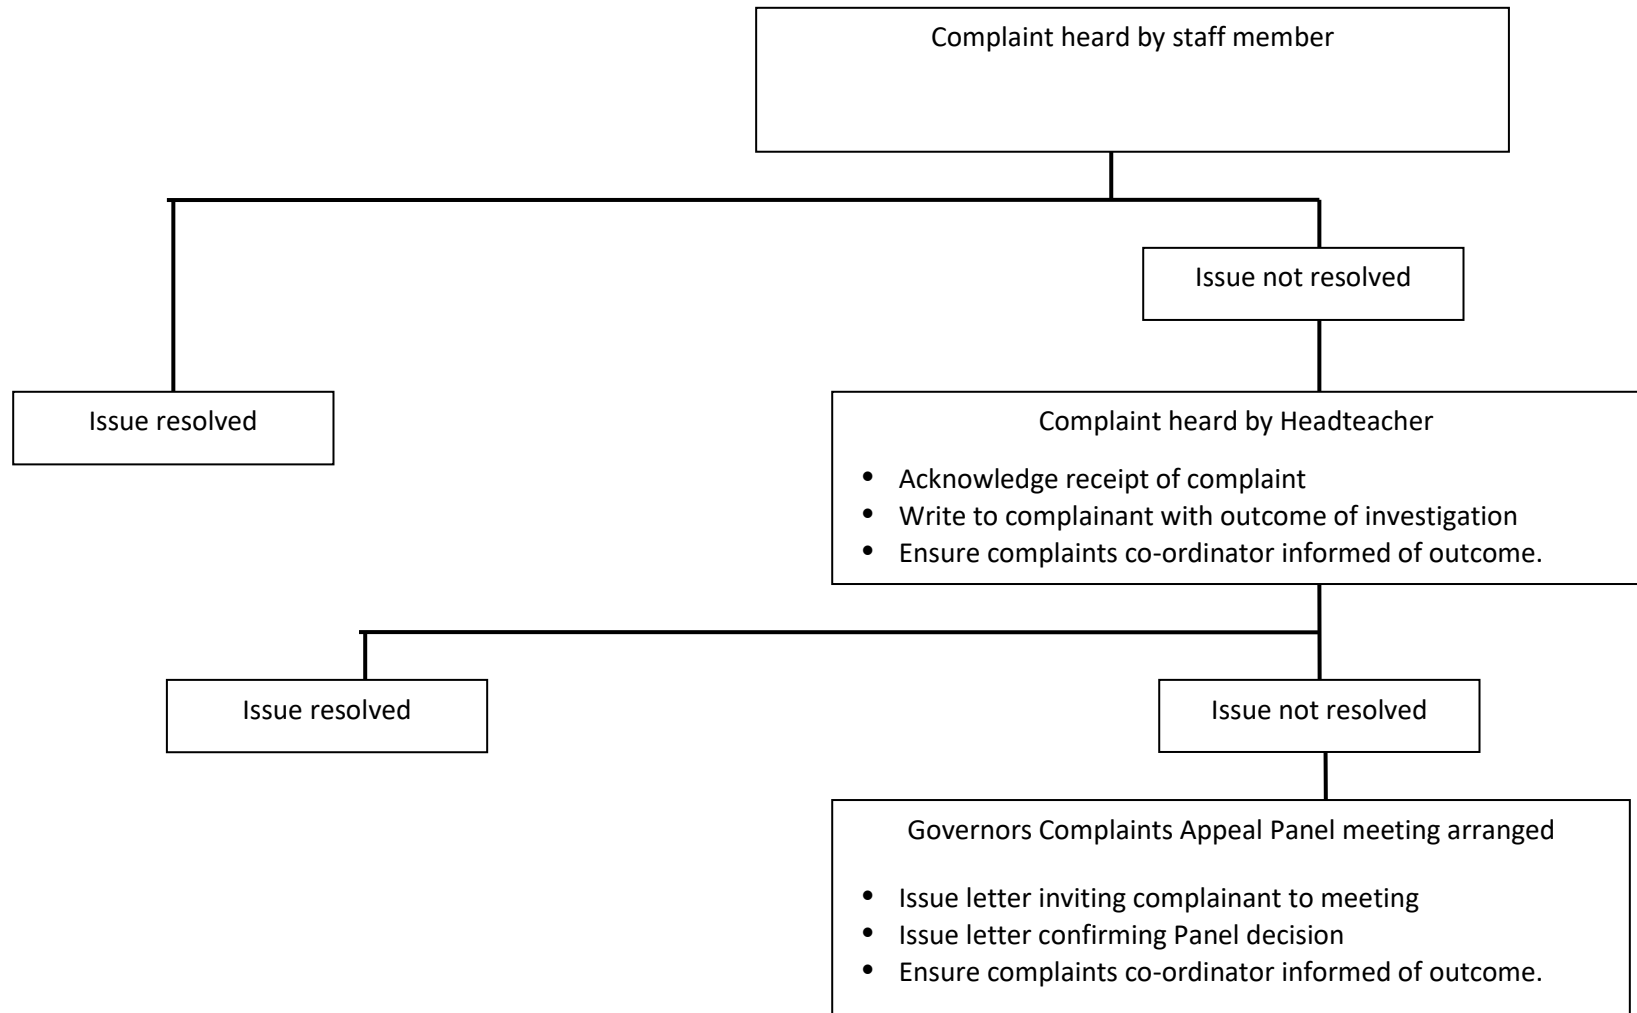 Complaint heard by staff member
Issue not resolved
Issue resolved
Complaint heard by Headteacher
• Acknowledge receipt of complaint
• Write to complainant with outcome of investigation
• Ensure complaints co-ordinator informed of outcome.
Issue resolved
Issue not resolved
Governors Complaints Appeal Panel meeting arranged
• Issue letter inviting complainant to meeting
• Issue letter confirming Panel decision
• Ensure complaints co-ordinator informed of outcome.